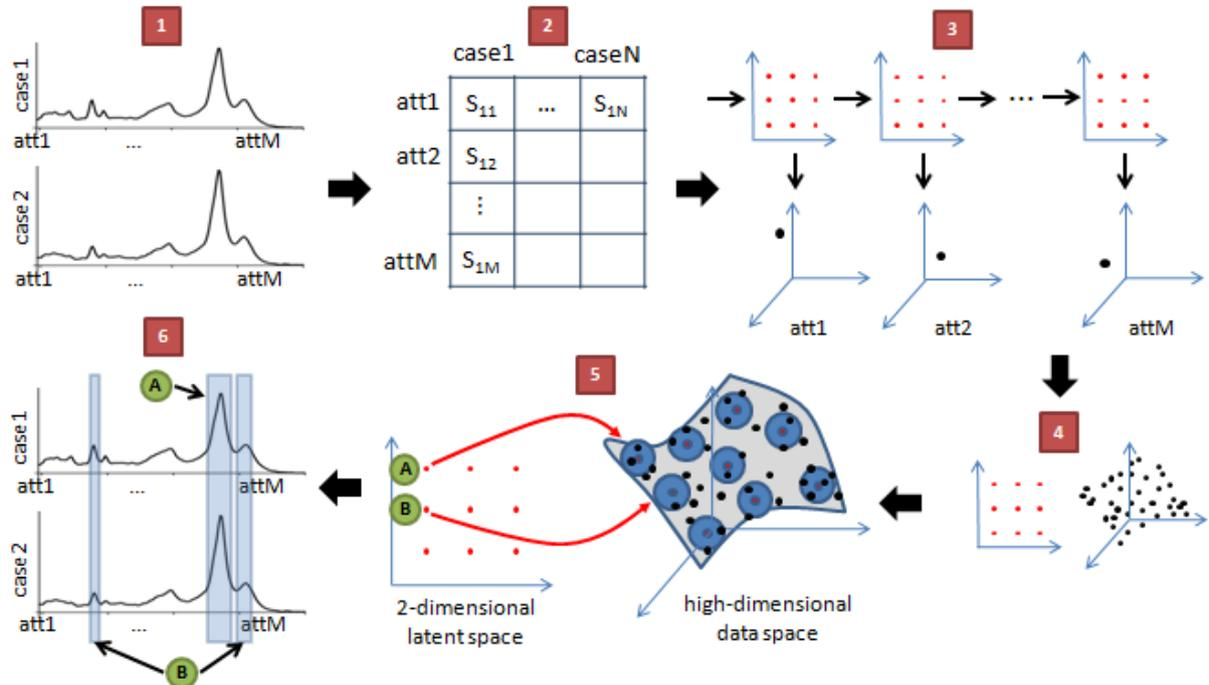 1
case1
att1 ... attM
case 2
att1 ... attM
2
case1 caseN
att1 S11 ... S1N
att2 S12
⋮
attM S1M
3
...
att1 att2 attM
4
5
A
B
2-dimensional
latent space
high-dimensional
data space
6
A
case 1
att1 ... attM
case 2
att1 ... attM
B